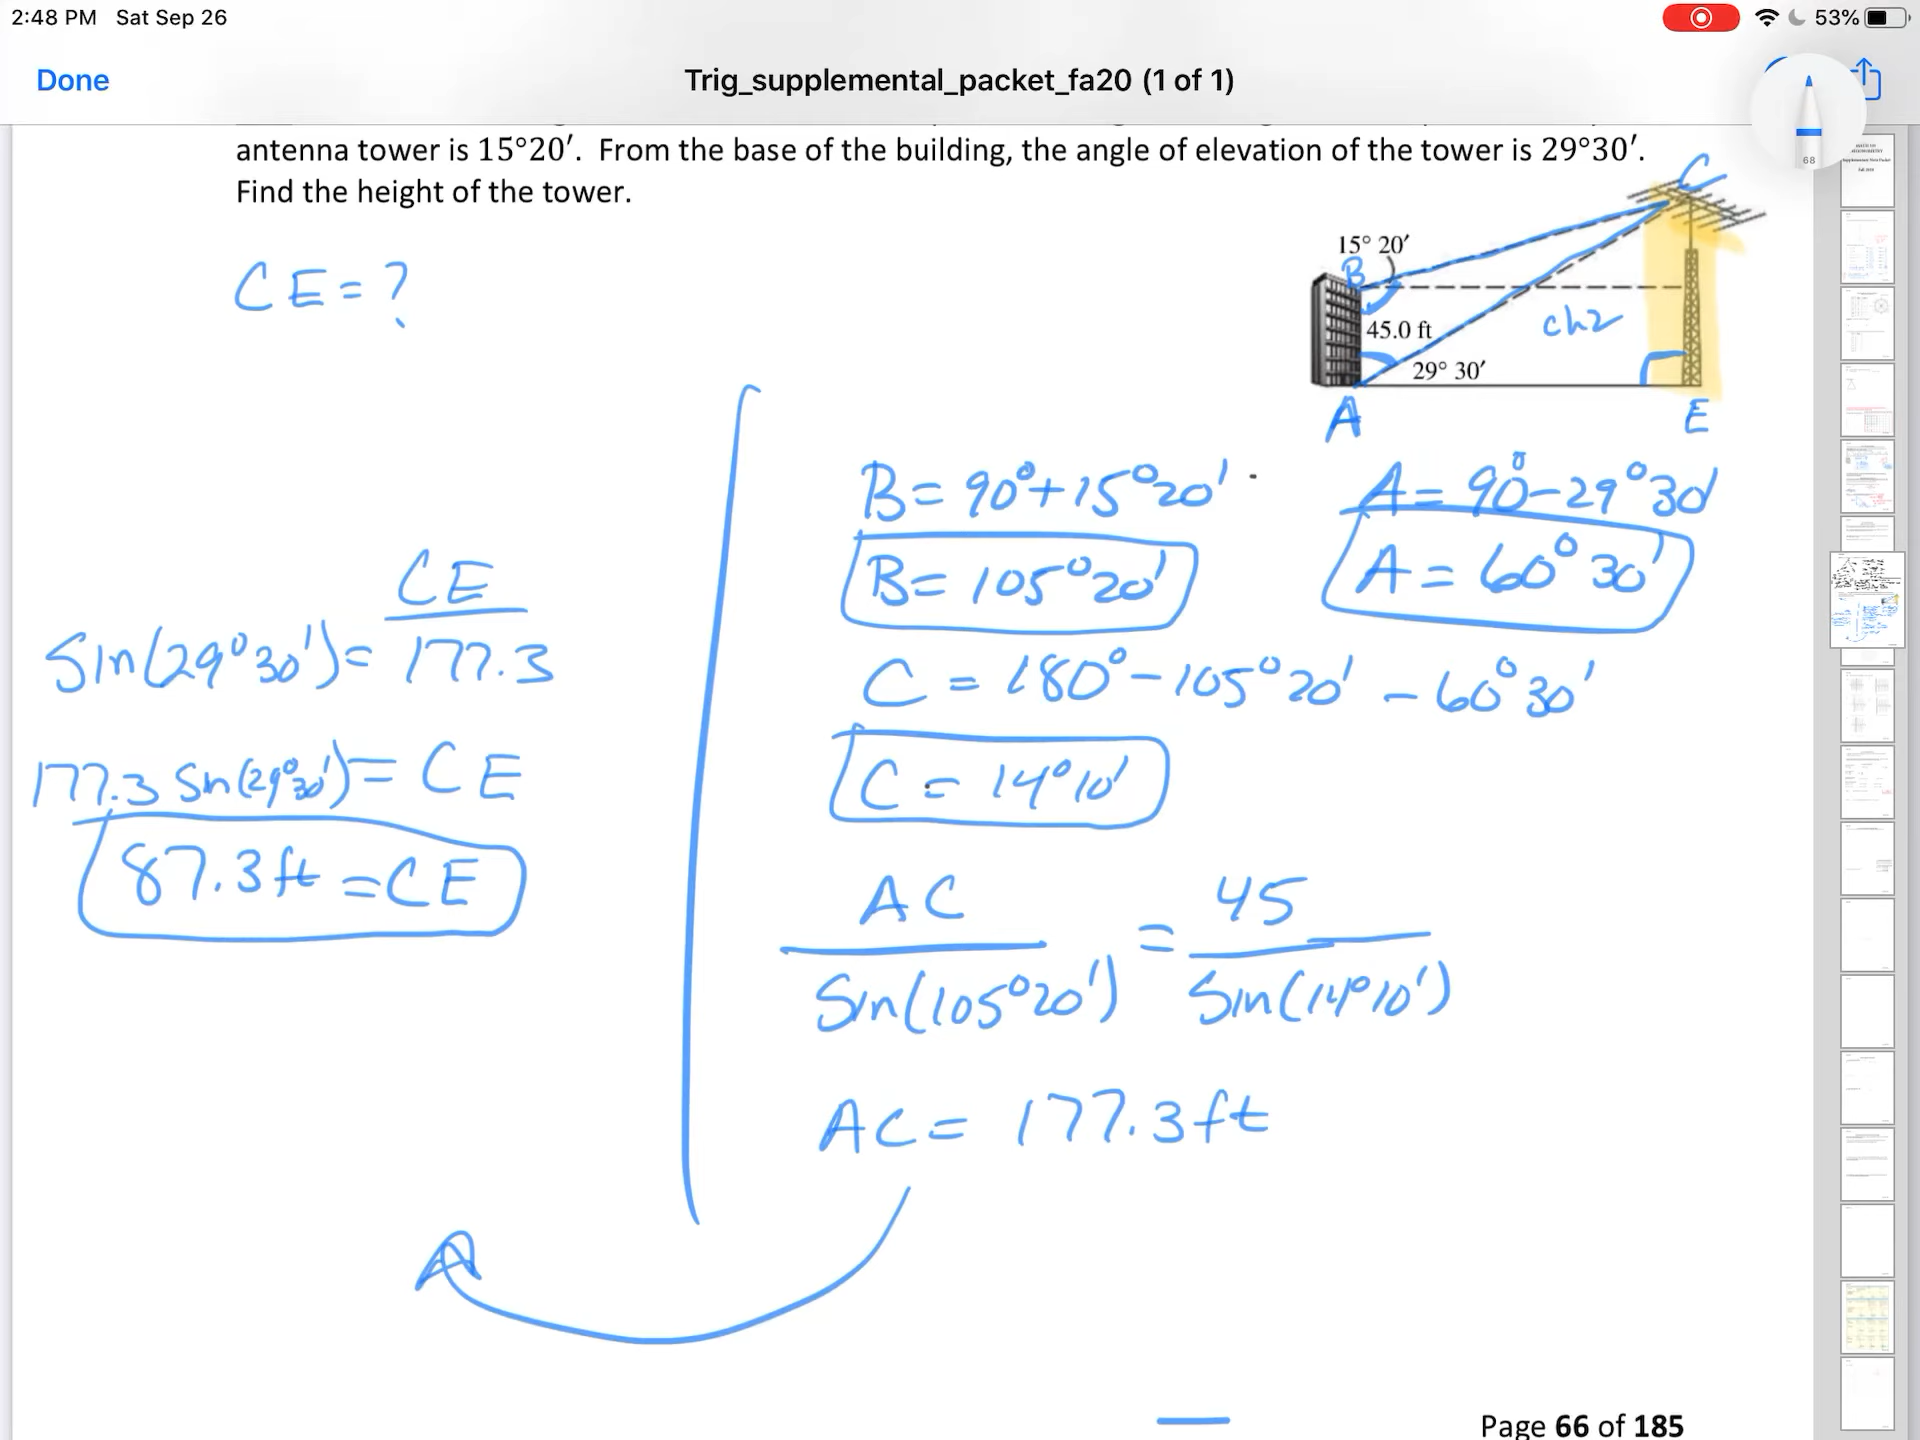 2:48 PM Sat Sep 26
53%
Done
Trig_supplemental_packet_fa20 (1 of 1)
68
antenna tower is 15°20′. From the base of the building, the angle of elevation of the tower is 29°30′.
Find the height of the tower.
CE = ?
C
15° 20′
B
45.0 ft
ch2
29° 30′
A
E
B = 90° + 15°20'
A = 90° - 29°30'
B = 105°20'
A = 60°30'
C = 180° - 105°20' - 60°30'
C = 14°10'
Sin(29°30') = CE / 177.3
177.3 Sin(29°30') = CE
87.3 ft = CE
AC / Sin(105°20') = 45 / Sin(14°10')
AC = 177.3 ft
Page 66 of 185